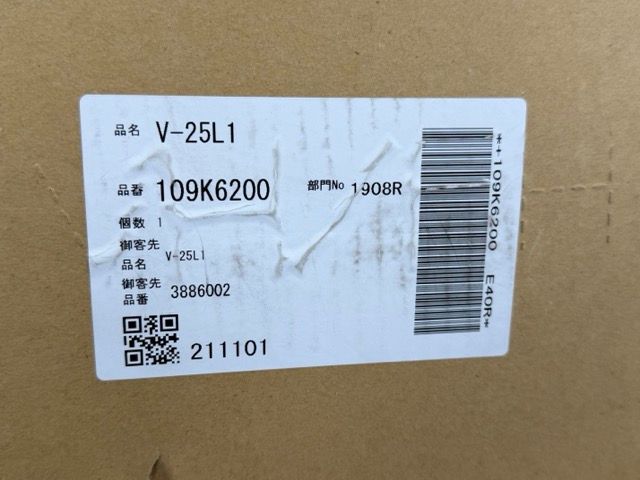 品名 V-25L1
品番 109K6200 部門No 1908R
個数 1
御客先
品名 V-25L1
御客先
品番 3886002
211101
**109K6200 E40R*